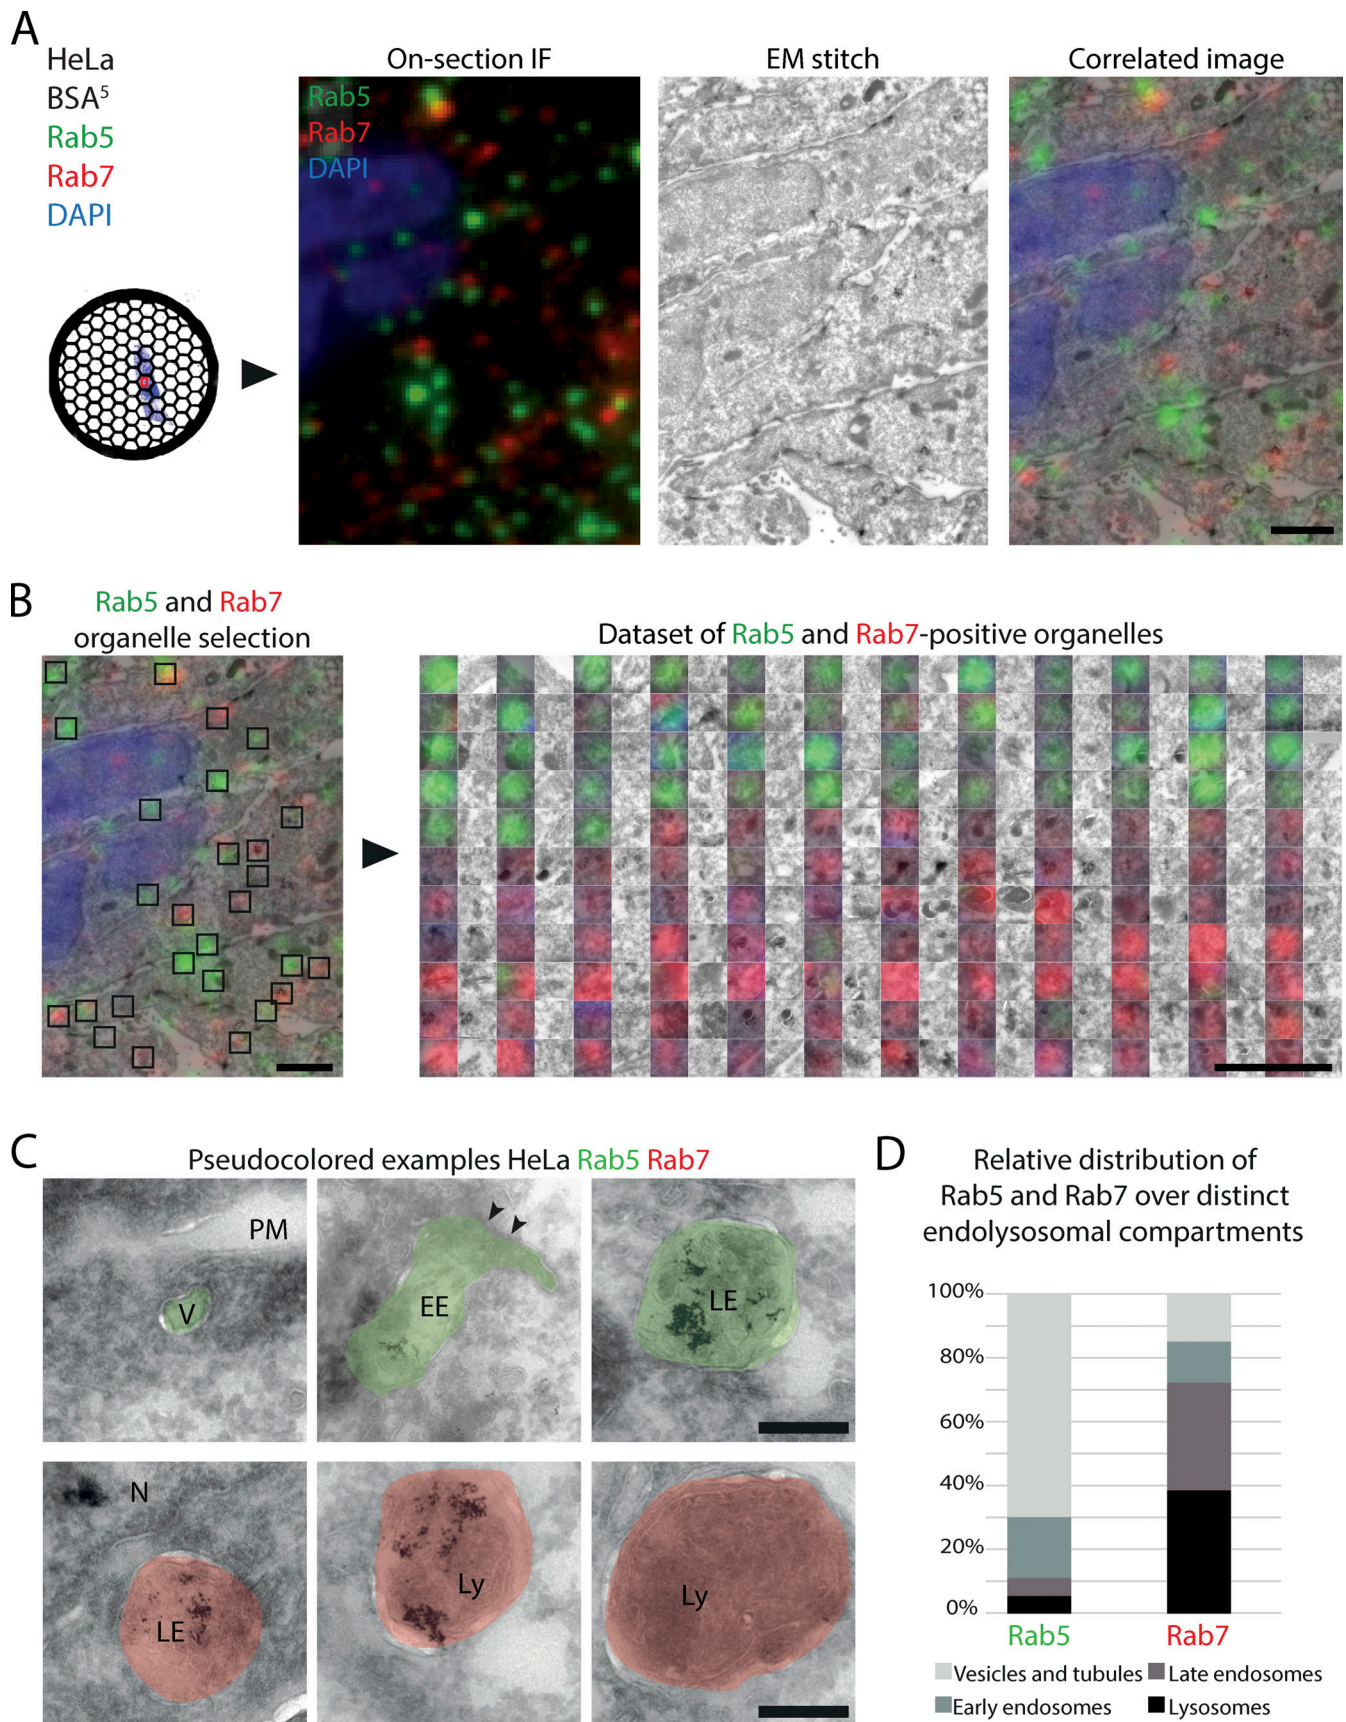 A
HeLa
BSA⁵
Rab5
Rab7
DAPI
On-section IF
EM stitch
Correlated image
Rab5
Rab7
DAPI
B
Rab5 and Rab7
organelle selection
Dataset of Rab5 and Rab7-positive organelles
C
Pseudocolored examples HeLa Rab5 Rab7
PM
V
EE
LE
N
LE
Ly
Ly
D
Relative distribution of
Rab5 and Rab7 over distinct
endolysosomal compartments
100%
80%
60%
40%
20%
0%
Rab5
Rab7
Vesicles and tubules
Late endosomes
Early endosomes
Lysosomes